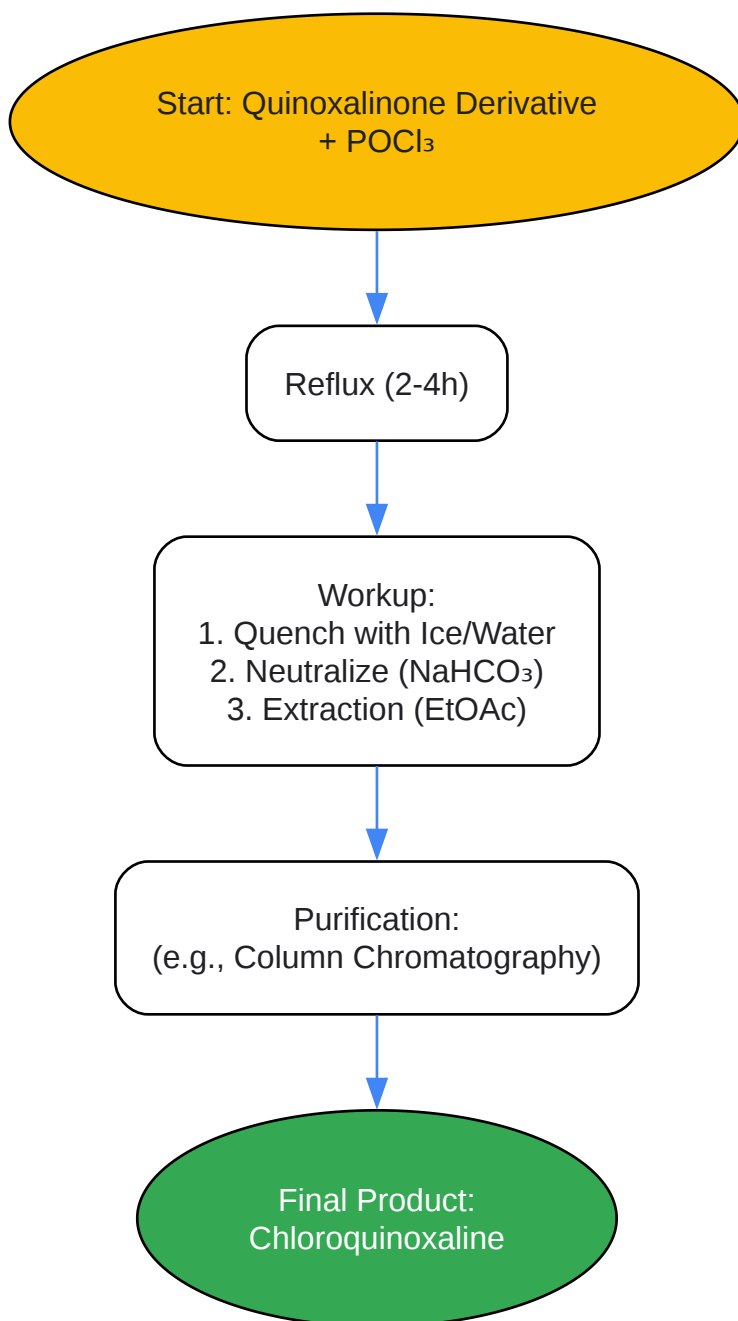 Start: Quinoxalinone Derivative
+ POCl₃
Reflux (2-4h)
Workup:
1. Quench with Ice/Water
2. Neutralize (NaHCO₃)
3. Extraction (EtOAc)
Purification:
(e.g., Column Chromatography)
Final Product:
Chloroquinoxaline